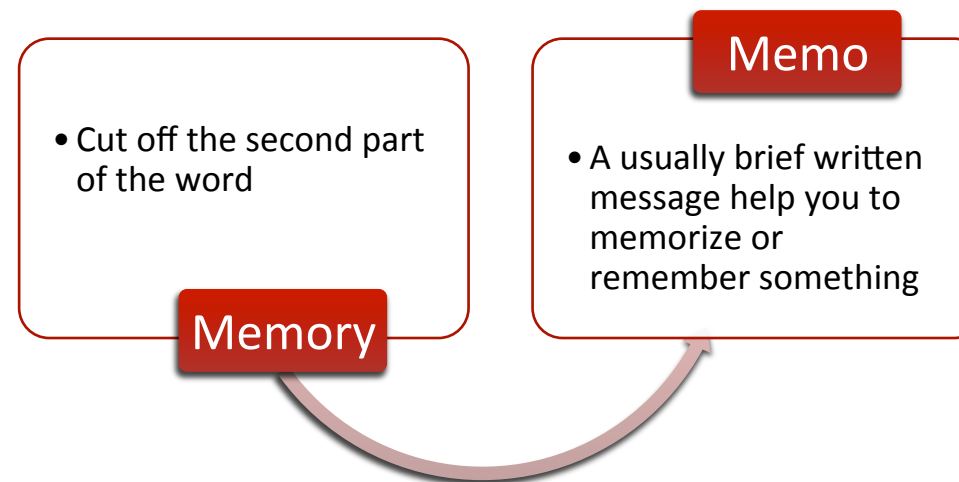 • Cut off the second part
of the word
Memory
Memo
• A usually brief written
message help you to
memorize or
remember something